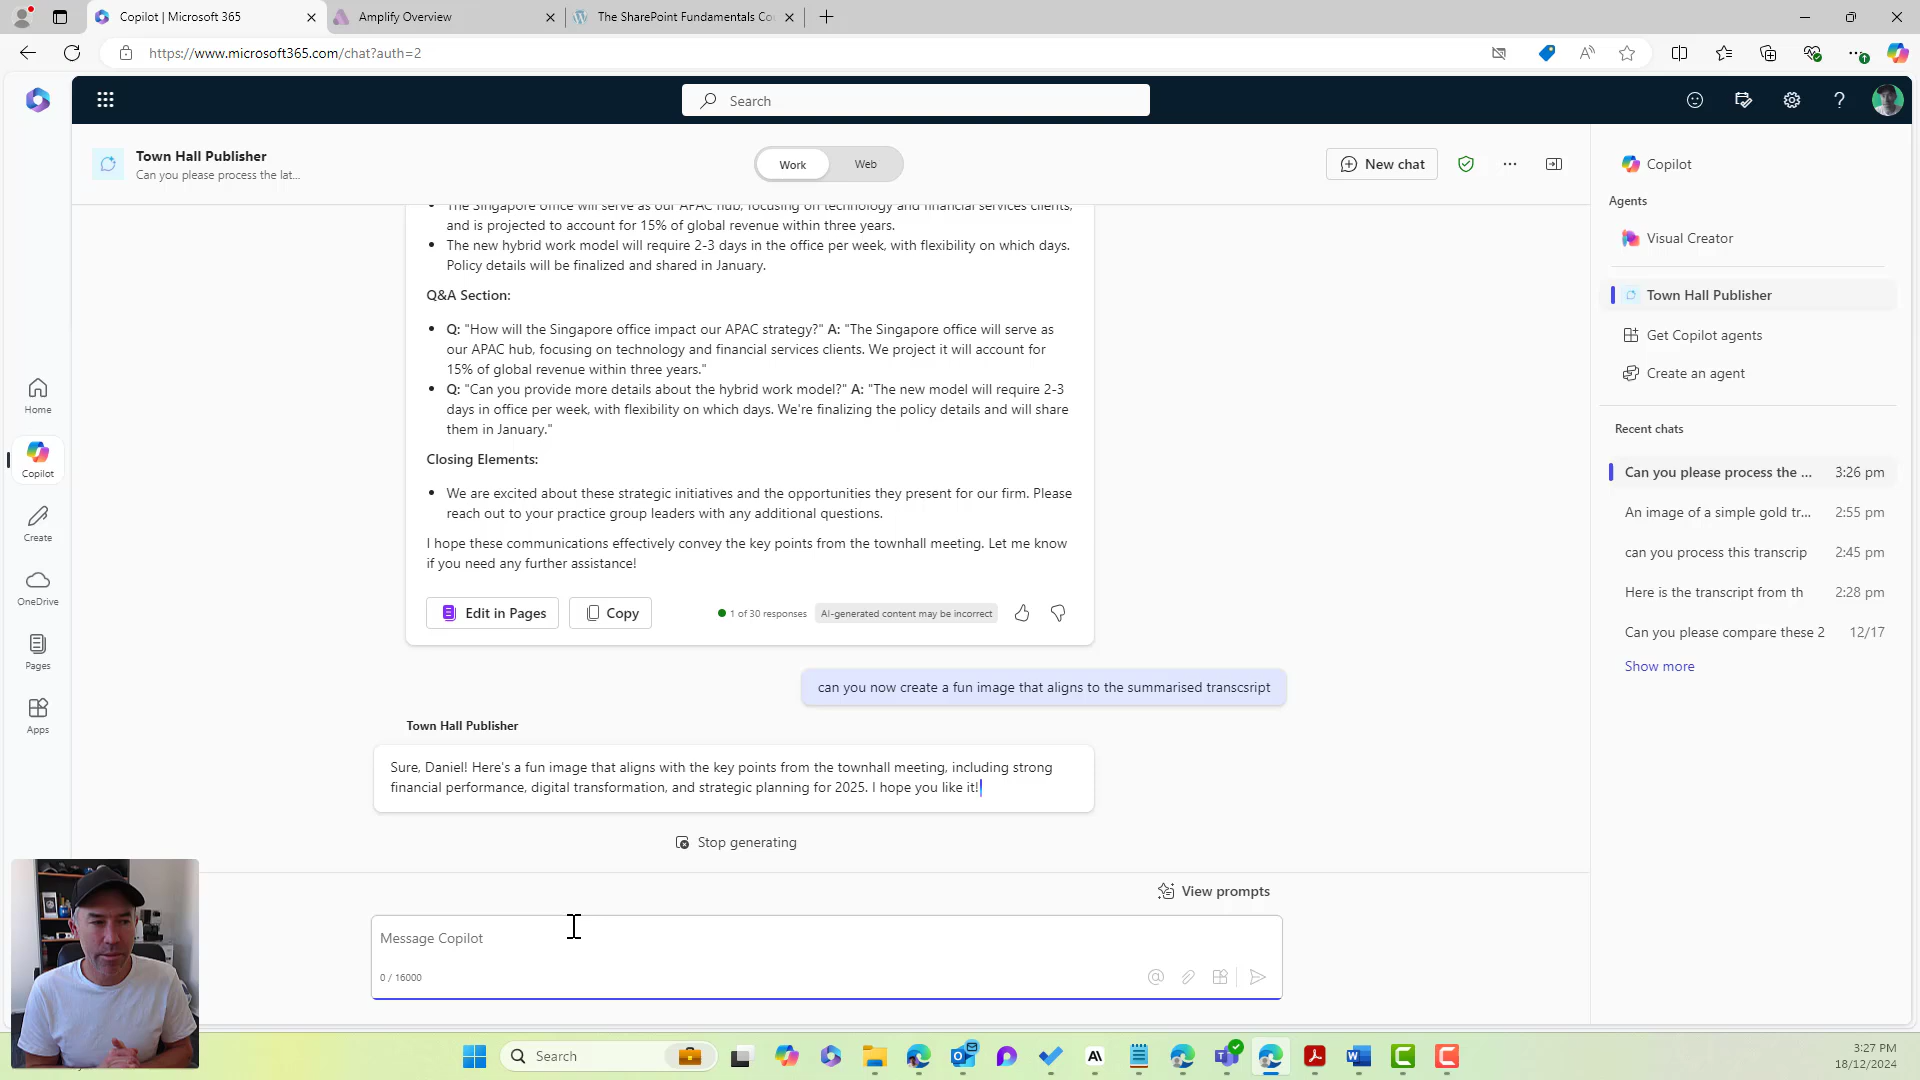 Copilot | Microsoft 365
Amplify Overview
The SharePoint Fundamentals Co
https://www.microsoft365.com/chat?auth=2
Search
Town Hall Publisher
Can you please process the lat...
Work
Web
New chat
The Singapore office will serve as our APAC hub, focusing on technology and financial services clients,
and is projected to account for 15% of global revenue within three years.
The new hybrid work model will require 2-3 days in the office per week, with flexibility on which days.
Policy details will be finalized and shared in January.
Q&A Section:
Q: "How will the Singapore office impact our APAC strategy?" A: "The Singapore office will serve as
our APAC hub, focusing on technology and financial services clients. We project it will account for
15% of global revenue within three years."
Q: "Can you provide more details about the hybrid work model?" A: "The new model will require 2-3
days in office per week, with flexibility on which days. We're finalizing the policy details and will share
them in January."
Closing Elements:
We are excited about these strategic initiatives and the opportunities they present for our firm. Please
reach out to your practice group leaders with any additional questions.
I hope these communications effectively convey the key points from the townhall meeting. Let me know
if you need any further assistance!
Edit in Pages
Copy
1 of 30 responses
AI-generated content may be incorrect
can you now create a fun image that aligns to the summarised transcsript
Town Hall Publisher
Sure, Daniel! Here's a fun image that aligns with the key points from the townhall meeting, including strong
financial performance, digital transformation, and strategic planning for 2025. I hope you like it!
Stop generating
View prompts
Message Copilot
0 / 16000
Home
Copilot
Create
OneDrive
Pages
Apps
Copilot
Agents
Visual Creator
Town Hall Publisher
Get Copilot agents
Create an agent
Recent chats
Can you please process the ... 3:26 pm
An image of a simple gold tr... 2:55 pm
can you process this transcrip 2:45 pm
Here is the transcript from th 2:28 pm
Can you please compare these 2 12/17
Show more
Search
3:27 PM
18/12/2024